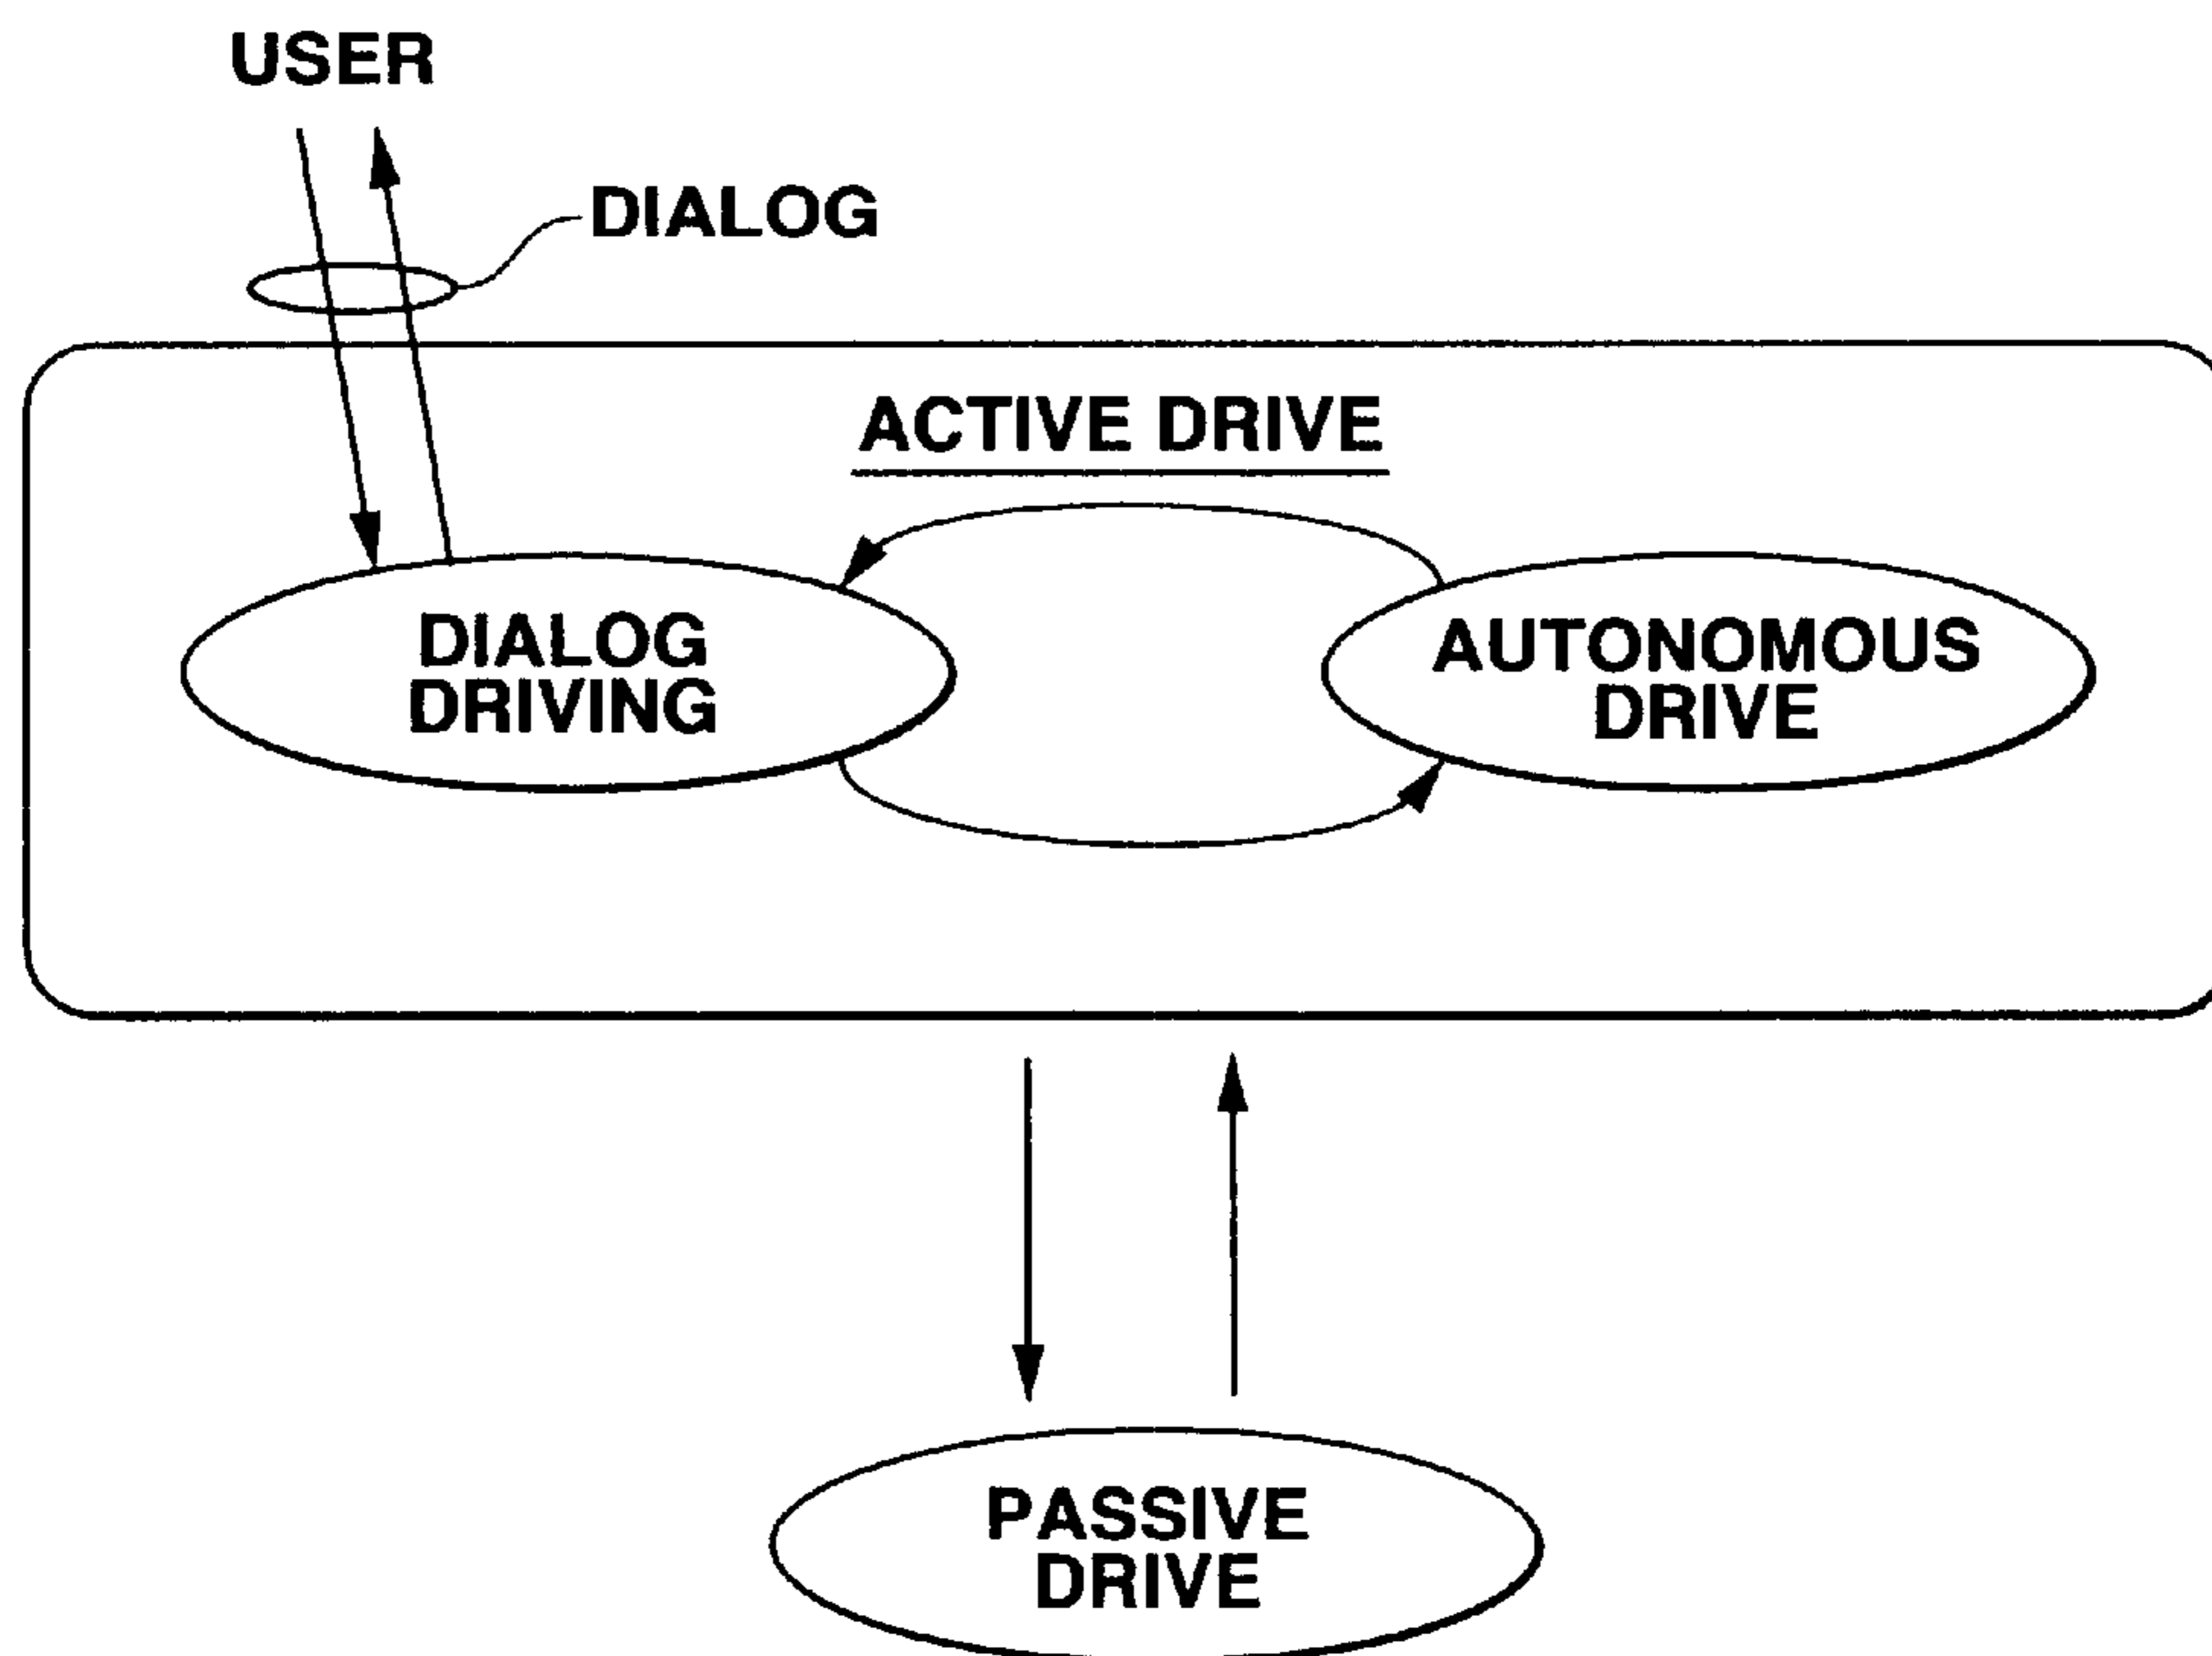 USER
DIALOG
ACTIVE DRIVE
DIALOG
DRIVING
AUTONOMOUS
DRIVE
PASSIVE
DRIVE